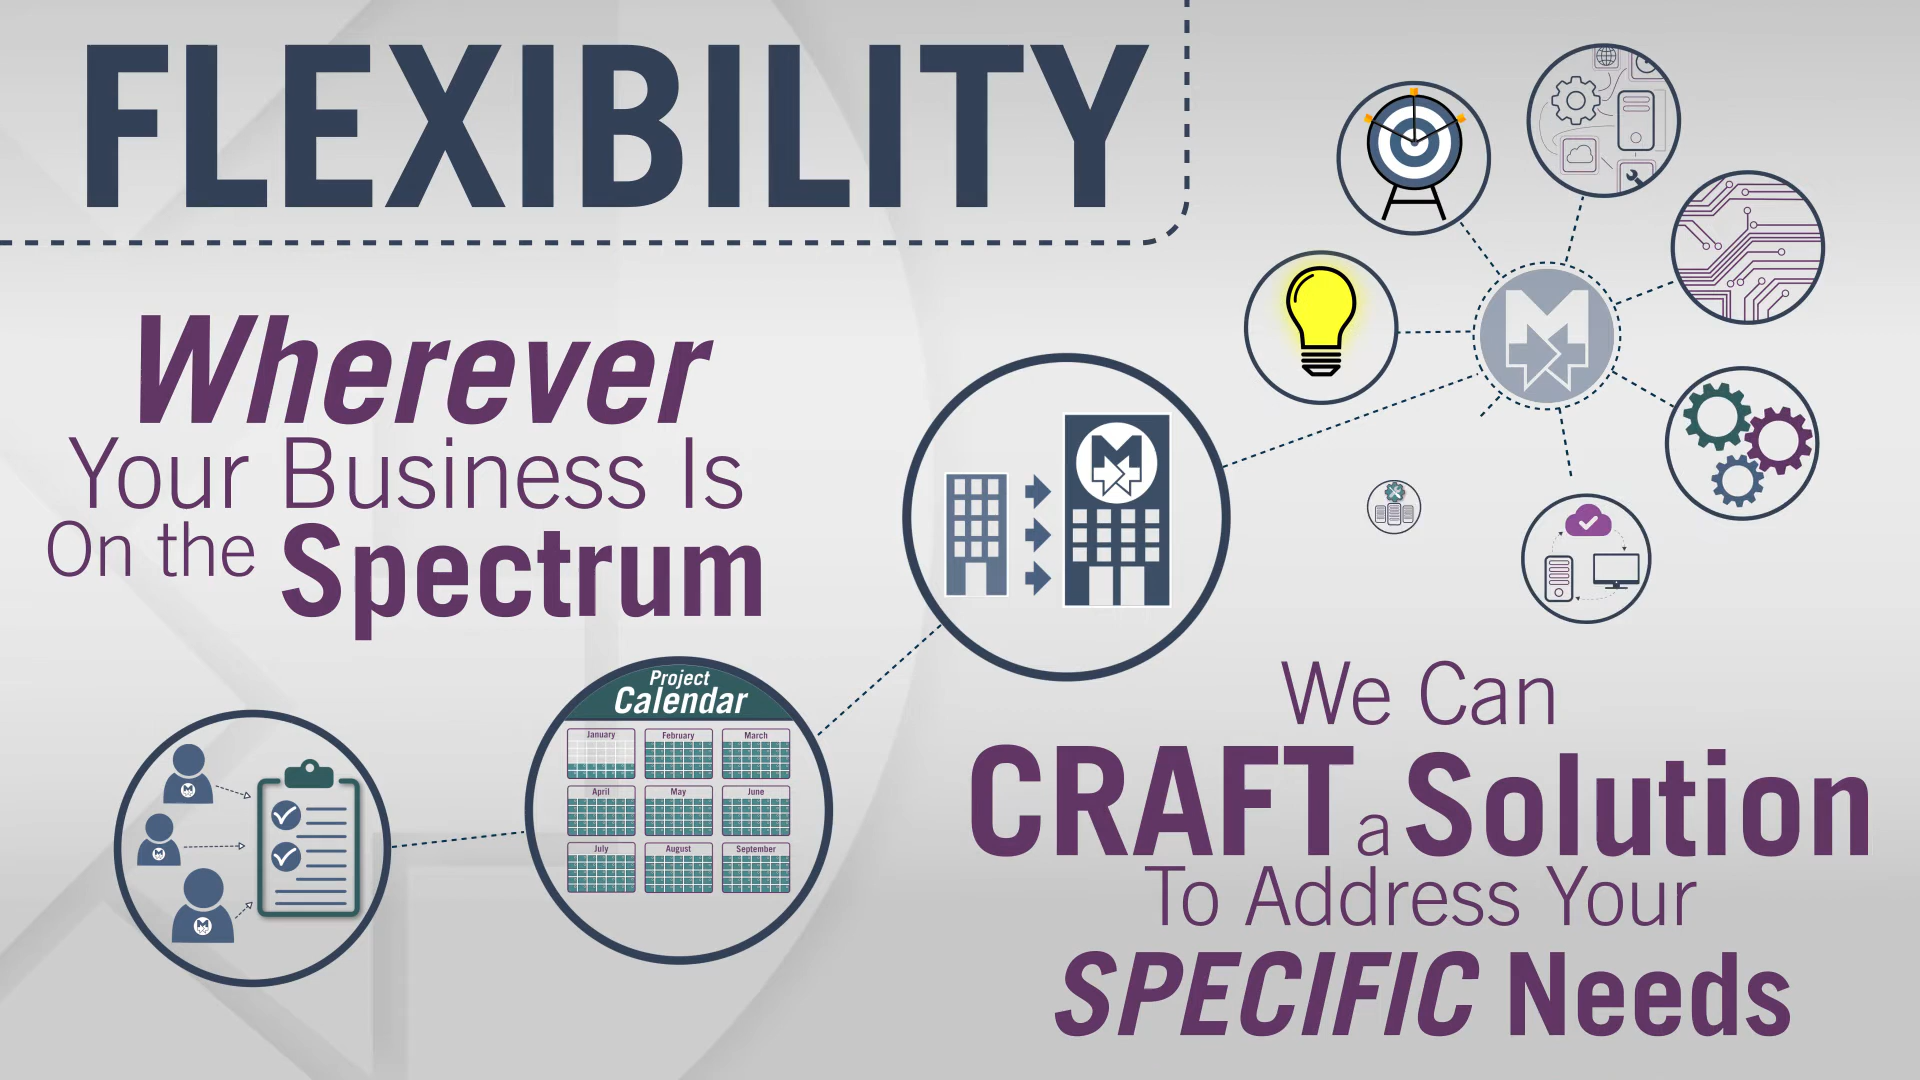 FLEXIBILITY
Wherever
Your Business Is
On the Spectrum
Project
Calendar
January February March
April May June
July August September
We Can
CRAFT a Solution
To Address Your
SPECIFIC Needs